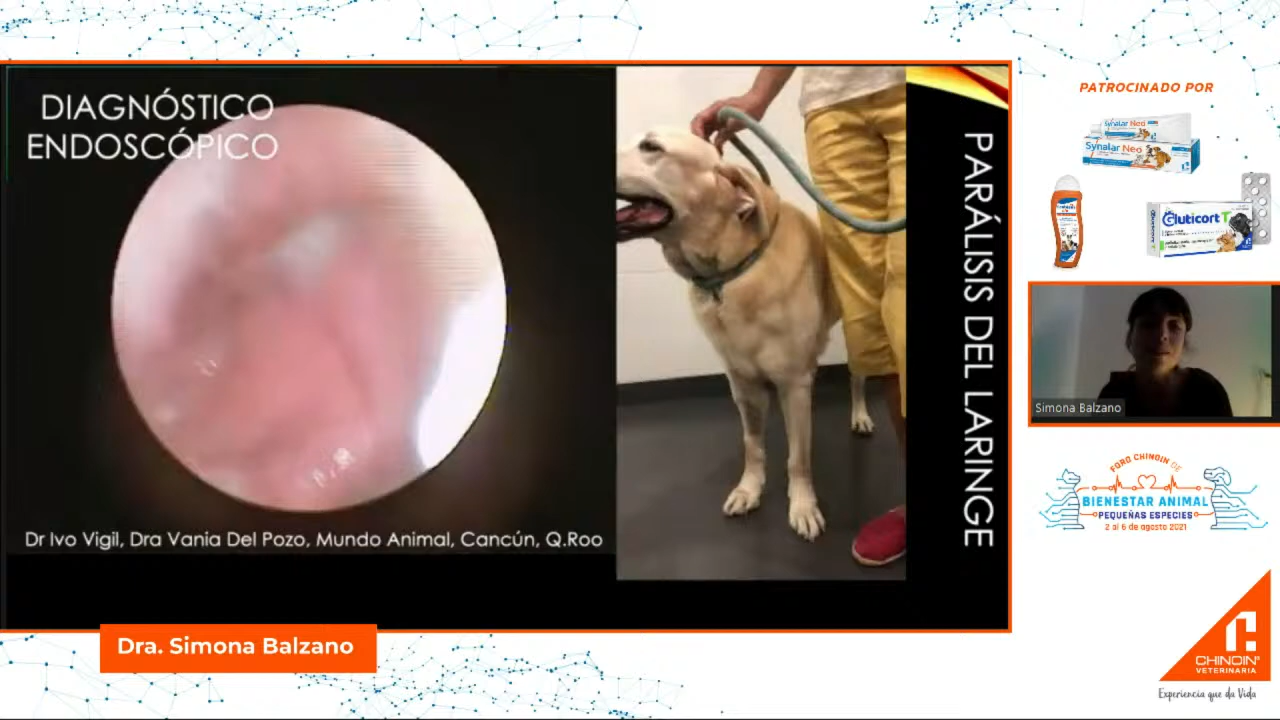 DIAGNÓSTICO
ENDOSCÓPICO
PARÁLISIS DEL LARINGE
Dr Ivo Vigil, Dra Vania Del Pozo, Mundo Animal, Cancún, Q.Roo
Dra. Simona Balzano
PATROCINADO POR
Synalar Neo
Synalar Neo
Gluticort T
Simona Balzano
FORO CHINOIN DE
BIENESTAR ANIMAL
PEQUEÑAS ESPECIES
2 al 6 de agosto 2021
CHINOIN
VETERINARIA
Experiencia que da Vida